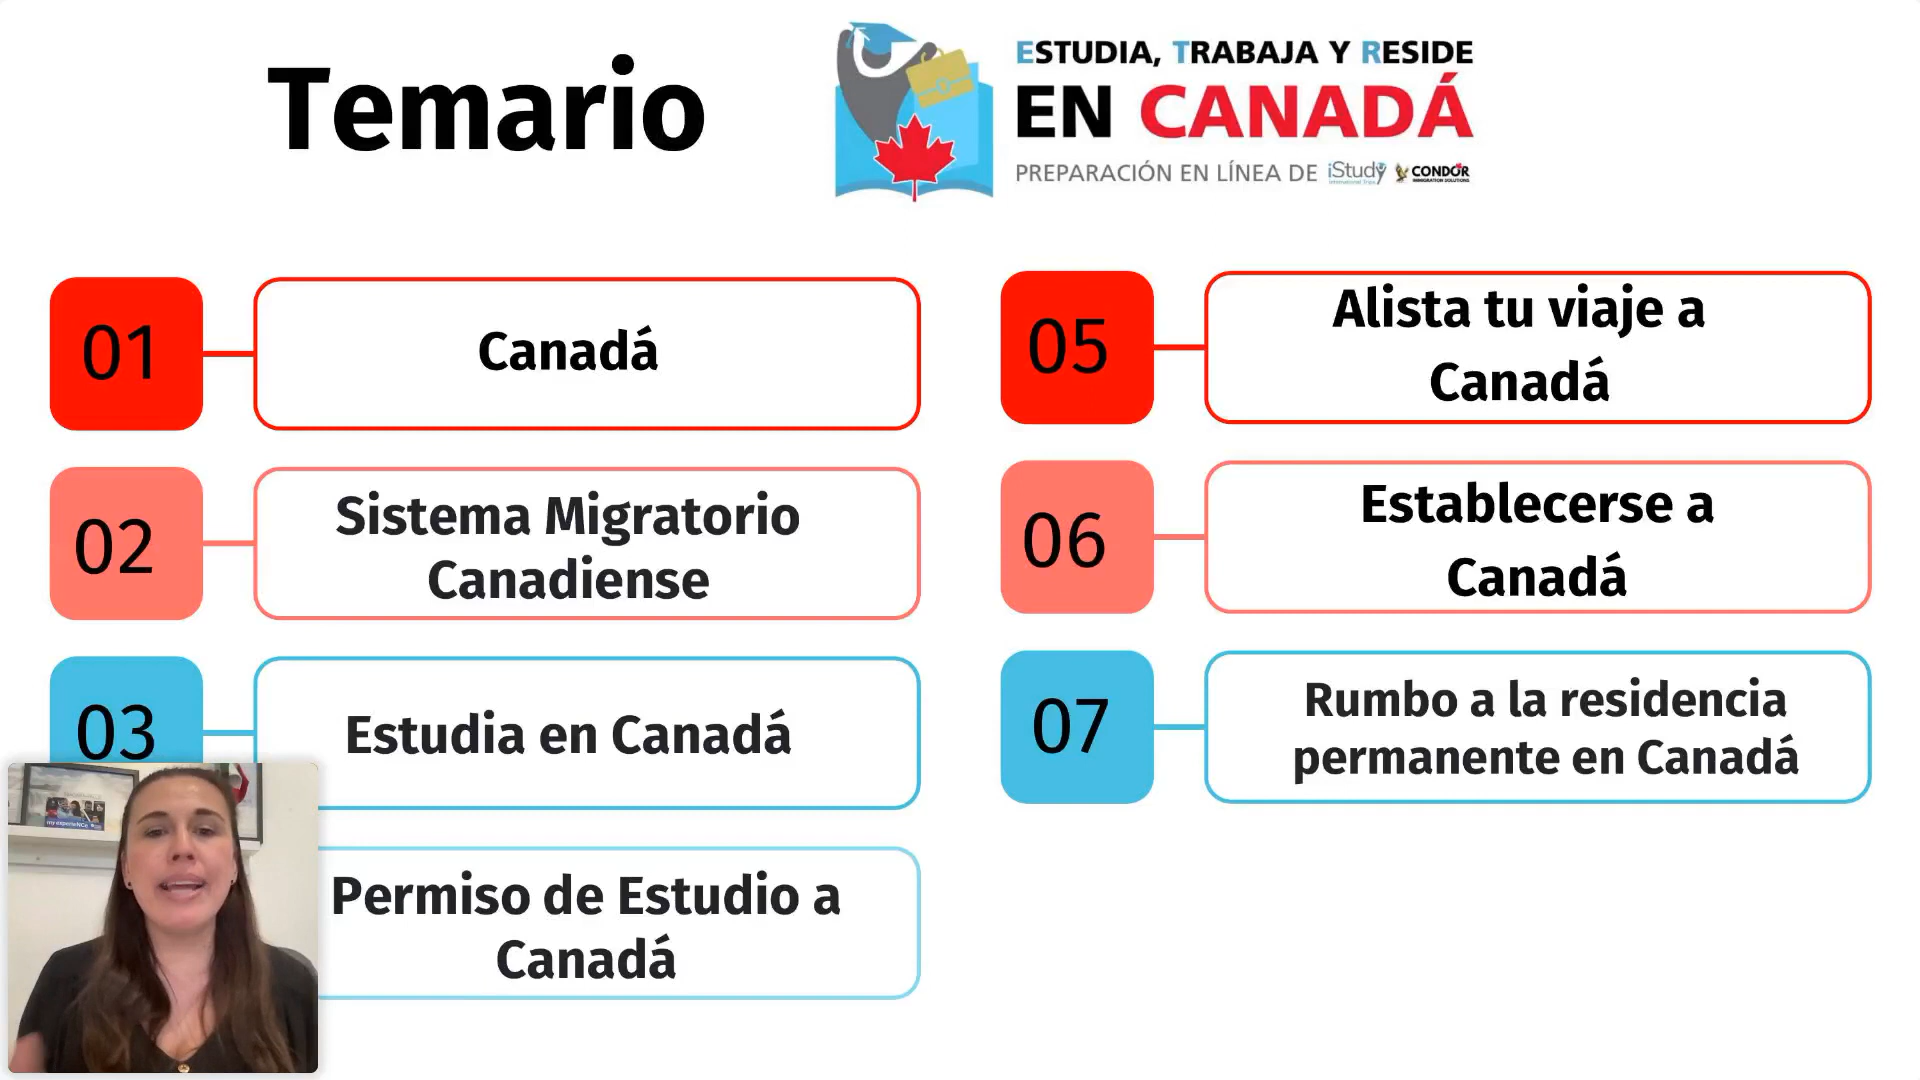 Temario
ESTUDIA, TRABAJA Y RESIDE
EN CANADÁ
PREPARACIÓN EN LÍNEA DE iStudy CONDOR
IMMIGRATION SOLUTIONS
01
Canadá
02
Sistema Migratorio
Canadiense
03
Estudia en Canadá
Permiso de Estudio a
Canadá
05
Alista tu viaje a
Canadá
06
Establecerse a
Canadá
07
Rumbo a la residencia
permanente en Canadá